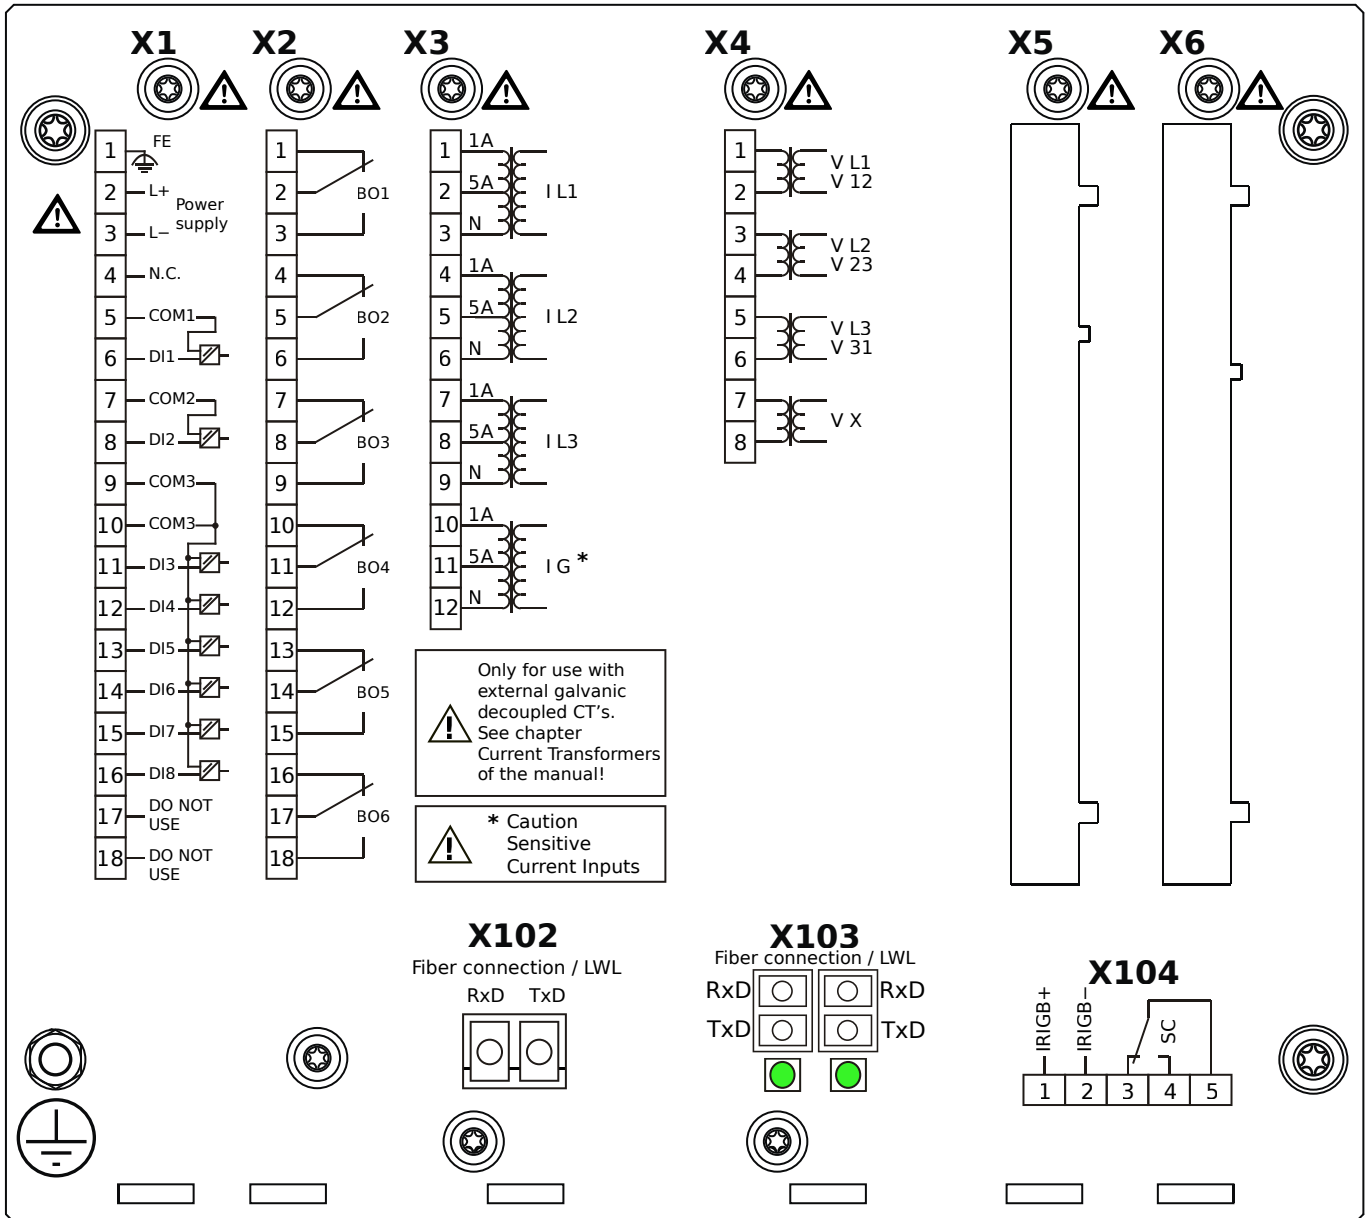 X1
X2
X3
X4
X5
X6
1 FE
2 L+
Power
supply
3 L−
4 N.C.
5 COM1
6 DI1
7 COM2
8 DI2
9 COM3
10 COM3
11 DI3
12 DI4
13 DI5
14 DI6
15 DI7
16 DI8
17 DO NOT
USE
18 DO NOT
USE
1
2 BO1
3
4
5 BO2
6
7
8 BO3
9
10
11 BO4
12
13
14 BO5
15
16
17 BO6
18
1 1A
2 5A I L1
3 N
4 1A
5 5A I L2
6 N
7 1A
8 5A I L3
9 N
10 1A
11 5A I G *
12 N
1 V L1
2 V 12
3 V L2
4 V 23
5 V L3
6 V 31
7 V X
8
Only for use with
external galvanic
decoupled CT's.
See chapter
Current Transformers
of the manual!
* Caution
Sensitive
Current Inputs
X102
Fiber connection / LWL
RxD TxD
X103
Fiber connection / LWL
RxD RxD
TxD TxD
X104
IRIGB+
IRIGB−
SC
1 2 3 4 5